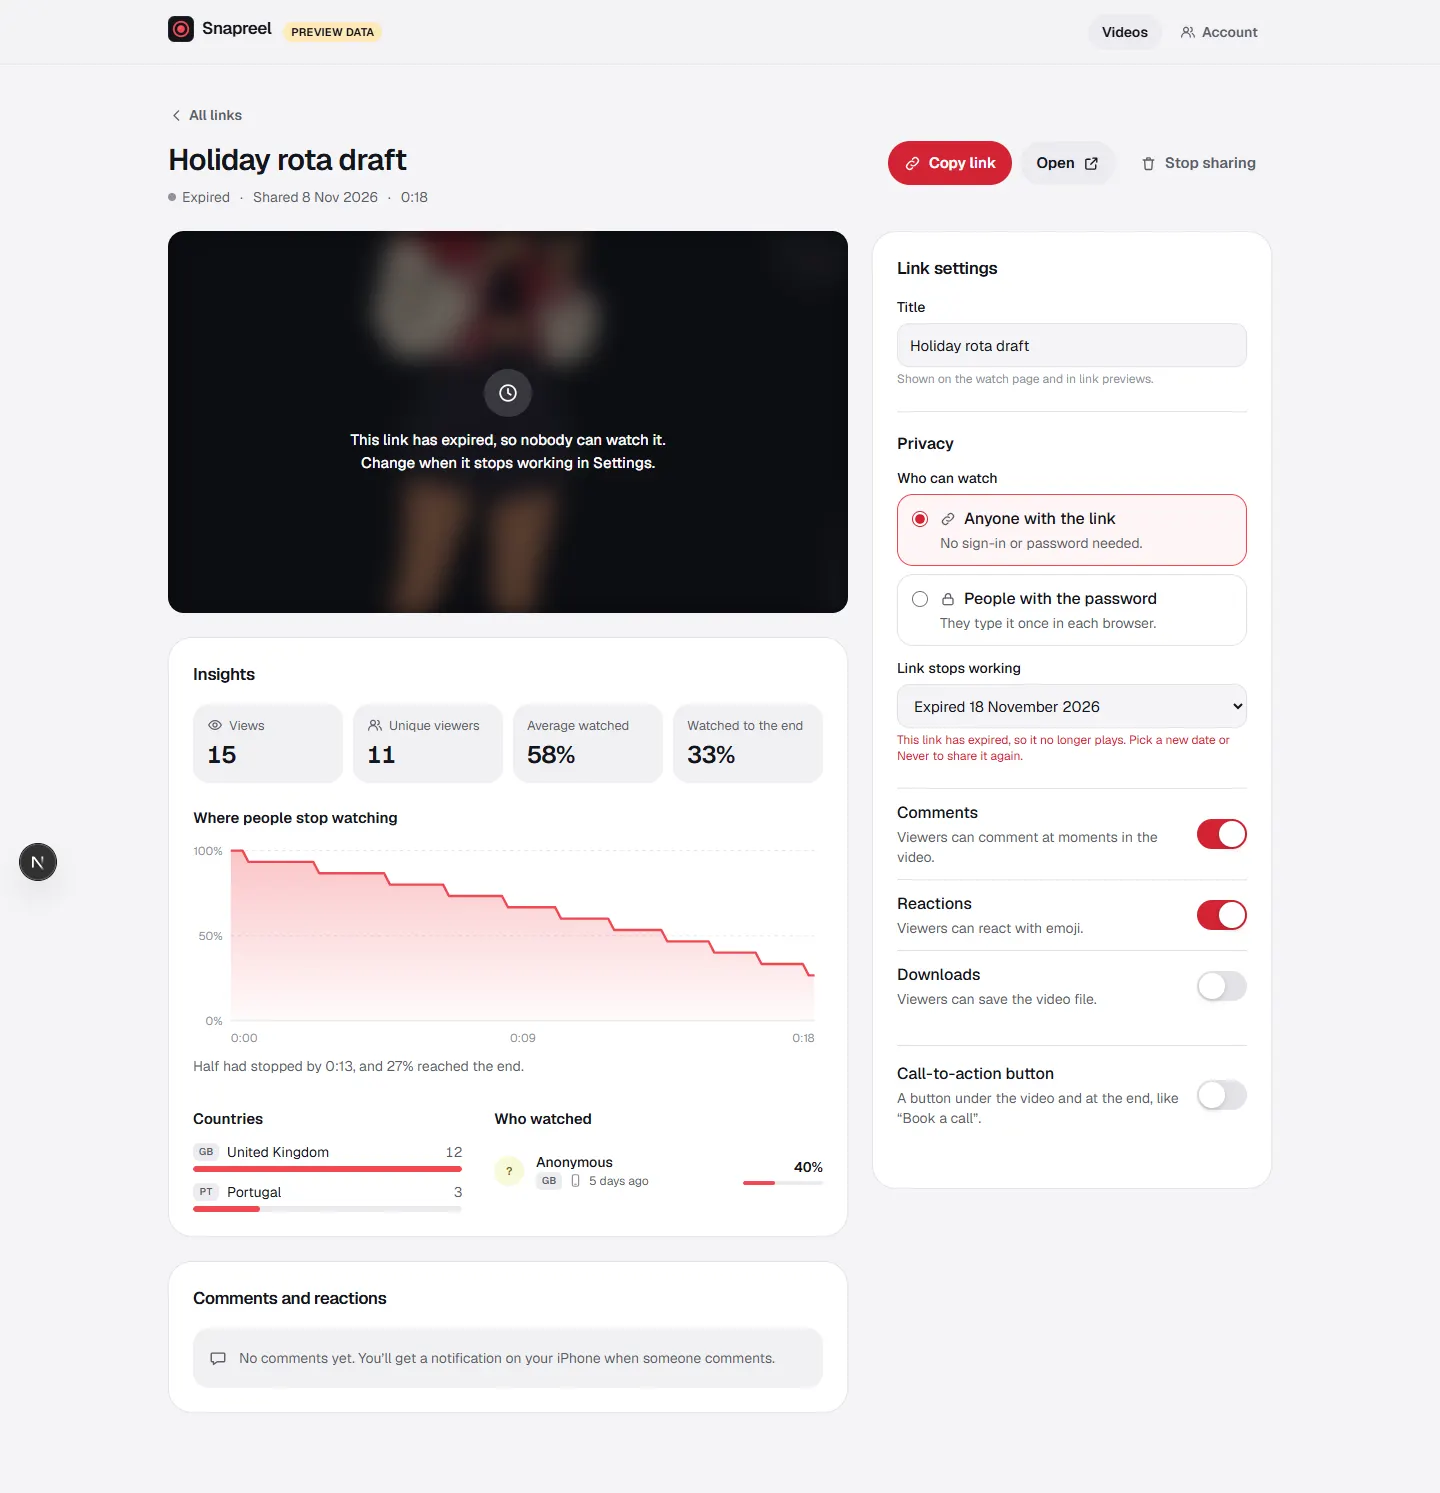 Snapreel
PREVIEW DATA
Videos
Account
All links
Holiday rota draft
Expired · Shared 8 Nov 2026 · 0:18
Copy link
Open
Stop sharing
This link has expired, so nobody can watch it.
Change when it stops working in Settings.
Insights
Views
15
Unique viewers
11
Average watched
58%
Watched to the end
33%
Where people stop watching
100%
50%
0%
0:00
0:09
0:18
Half had stopped by 0:13, and 27% reached the end.
Countries
GB United Kingdom 12
PT Portugal 3
Who watched
?
Anonymous
GB 5 days ago
40%
Comments and reactions
No comments yet. You’ll get a notification on your iPhone when someone comments.
Link settings
Title
Holiday rota draft
Shown on the watch page and in link previews.
Privacy
Who can watch
Anyone with the link
No sign-in or password needed.
People with the password
They type it once in each browser.
Link stops working
Expired 18 November 2026
This link has expired, so it no longer plays. Pick a new date or
Never to share it again.
Comments
Viewers can comment at moments in the
video.
Reactions
Viewers can react with emoji.
Downloads
Viewers can save the video file.
Call-to-action button
A button under the video and at the end, like
“Book a call”.
N